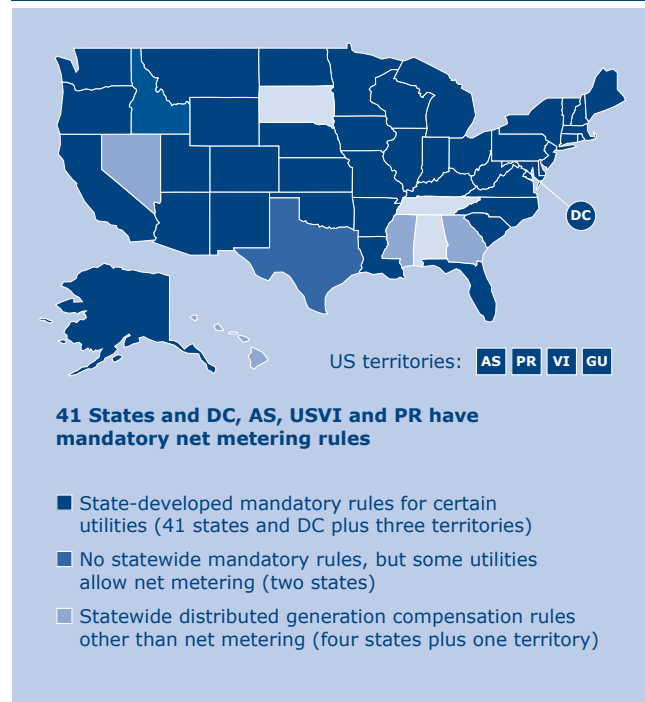 DC
US territories: AS PR VI GU
41 States and DC, AS, USVI and PR have
mandatory net metering rules
State-developed mandatory rules for certain
utilities (41 states and DC plus three territories)
No statewide mandatory rules, but some utilities
allow net metering (two states)
Statewide distributed generation compensation rules
other than net metering (four states plus one territory)